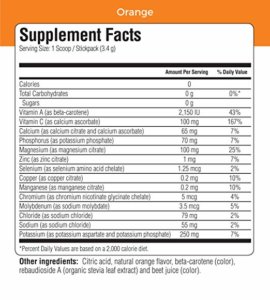 Orange
Supplement Facts
Serving Size: 1 Scoop / Stickpack (3.4 g)
Amount Per Serving % Daily Value
Calories 0
Total Carbohydrates 0 g 0%*
Sugars 0 g
Vitamin A (as beta-carotene) 2,150 IU 43%
Vitamin C (as calcium ascorbate) 100 mg 167%
Calcium (as calcium citrate and calcium ascorbate) 65 mg 7%
Phosphorus (as potassium phosphate) 70 mg 7%
Magnesium (as magnesium citrate) 100 mg 25%
Zinc (as zinc citrate) 1 mg 7%
Selenium (as selenium amino acid chelate) 1.25 mcg 2%
Copper (as copper citrate) 0.2 mg 10%
Manganese (as manganese citrate) 0.2 mg 10%
Chromium (as chromium nicotinate glycinate chelate) 5 mcg 4%
Molybdenum (as sodium molybdate) 3.5 mcg 5%
Chloride (as sodium chloride) 79 mg 2%
Sodium (as sodium chloride) 55 mg 2%
Potassium (as potassium aspartate and potassium phosphate) 250 mg 7%
*Percent Daily Values are based on a 2,000 calorie diet.
Other ingredients: Citric acid, natural orange flavor, beta-carotene (color),
rebaudioside A (organic stevia leaf extract) and beet juice (color).